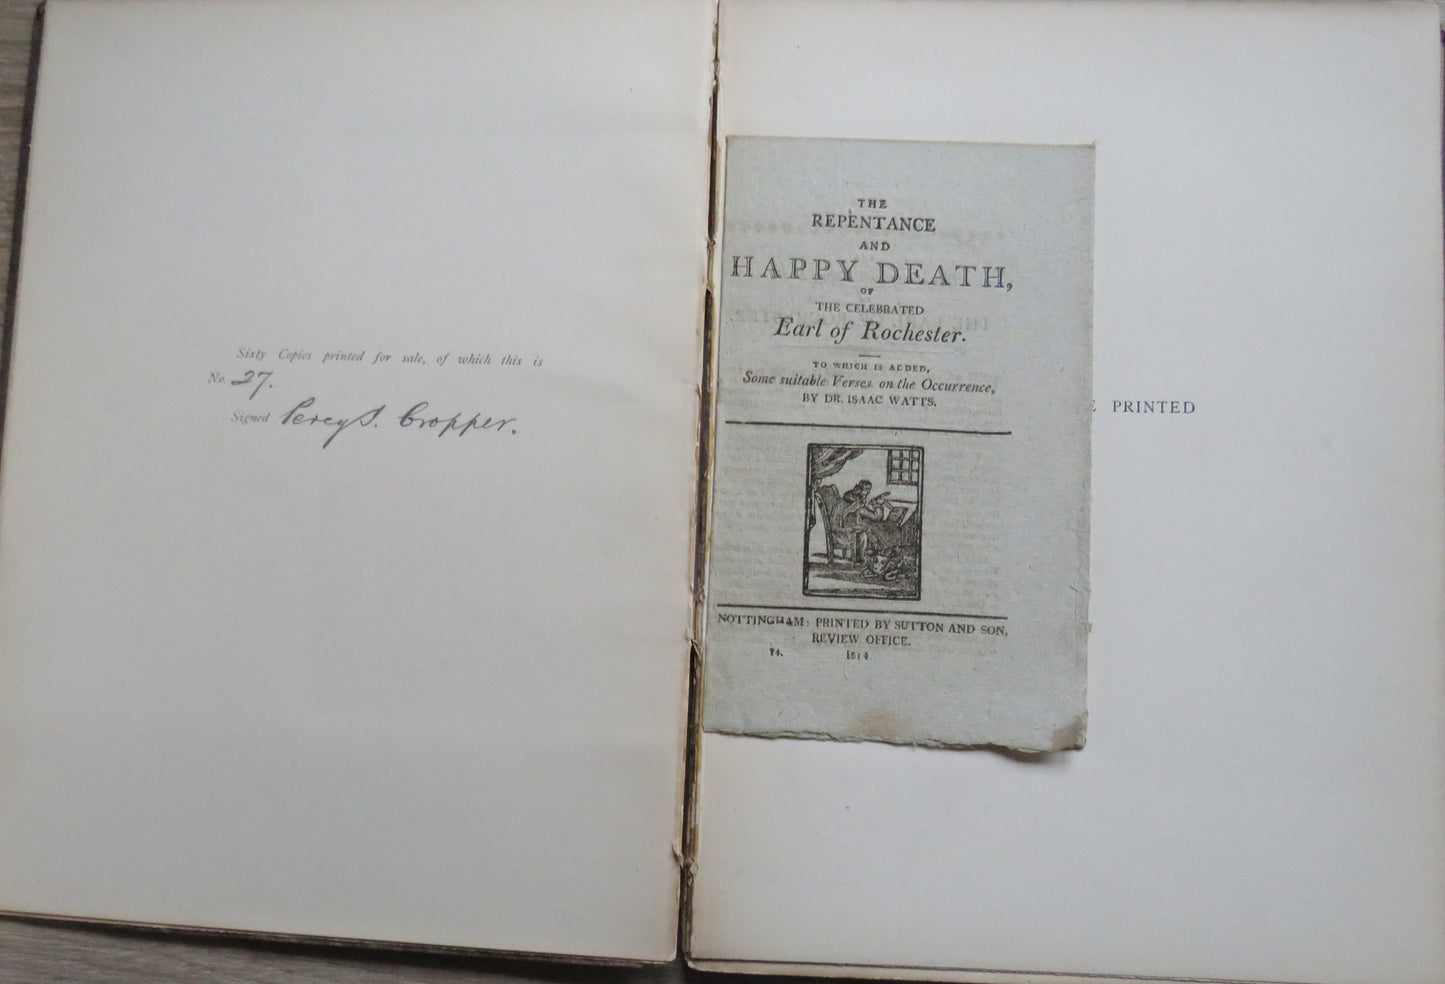 Sixty Copies printed for sale, of which this is
No. 27.
Signed Percy J. Cropper.
THE
REPENTANCE
AND
HAPPY DEATH,
OF
THE CELEBRATED
Earl of Rochester.
TO WHICH IS ADDED,
Some suitable Verses on the Occurrence,
BY DR. ISAAC WATTS.
NOTTINGHAM: PRINTED BY SUTTON AND SON,
REVIEW OFFICE.
74. 1814
E PRINTED